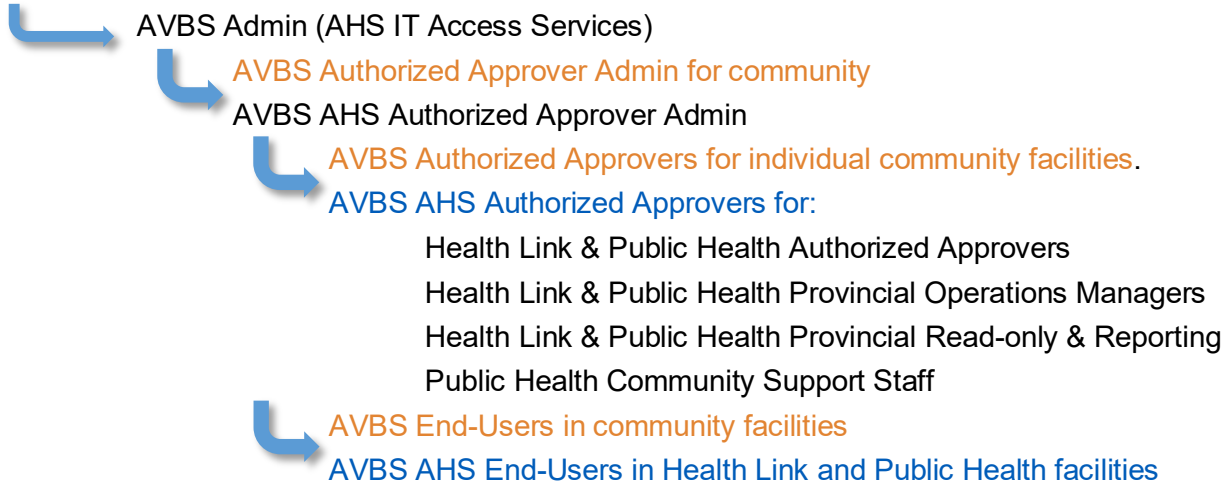 AVBS Admin (AHS IT Access Services)
AVBS Authorized Approver Admin for community
AVBS AHS Authorized Approver Admin
AVBS Authorized Approvers for individual community facilities.
AVBS AHS Authorized Approvers for:
Health Link & Public Health Authorized Approvers
Health Link & Public Health Provincial Operations Managers
Health Link & Public Health Provincial Read-only & Reporting
Public Health Community Support Staff
AVBS End-Users in community facilities
AVBS AHS End-Users in Health Link and Public Health facilities